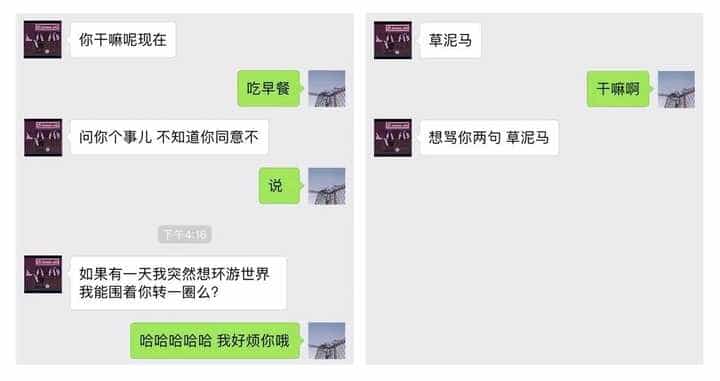 你干嘛呢现在
吃早餐
问你个事儿 不知道你同意不
说
下午4:16
如果有一天我突然想环游世界
我能围着你转一圈么?
哈哈哈哈哈 我好烦你哦
草泥马
干嘛啊
想骂你两句 草泥马